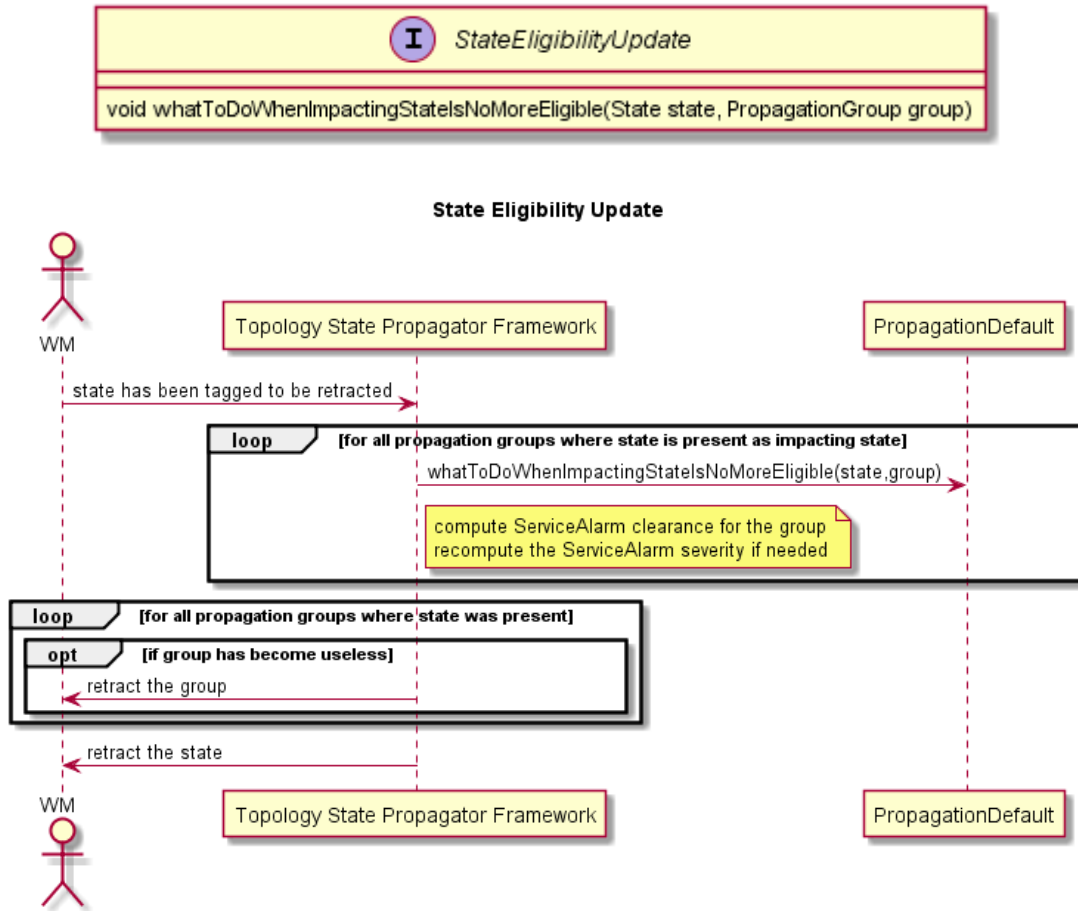 I StateEligibilityUpdate
void whatToDoWhenImpactingStateIsNoMoreEligible(State state, PropagationGroup group)
State Eligibility Update
WM
Topology State Propagator Framework
PropagationDefault
state has been tagged to be retracted
loop [for all propagation groups where state is present as impacting state]
whatToDoWhenImpactingStateIsNoMoreEligible(state,group)
compute ServiceAlarm clearance for the group
recompute the ServiceAlarm severity if needed
loop [for all propagation groups where state was present]
opt [if group has become useless]
retract the group
retract the state
WM
Topology State Propagator Framework
PropagationDefault